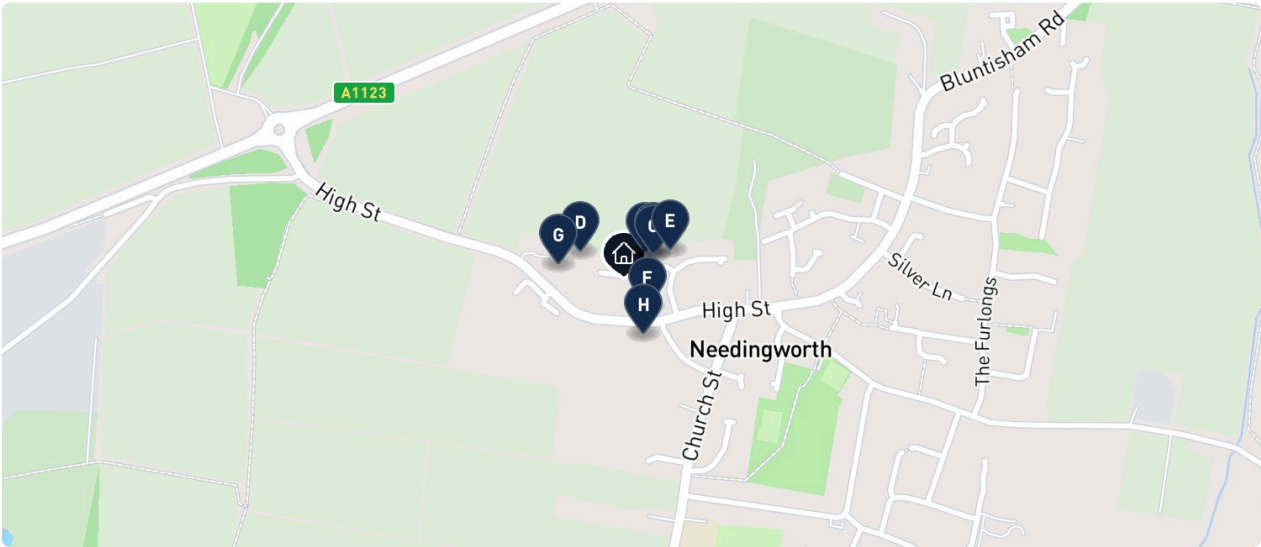 Bluntisham Rd
A1123
High St
D
E
C
G
F
H
Silver Ln
High St
The Furlongs
Needingworth
Church St